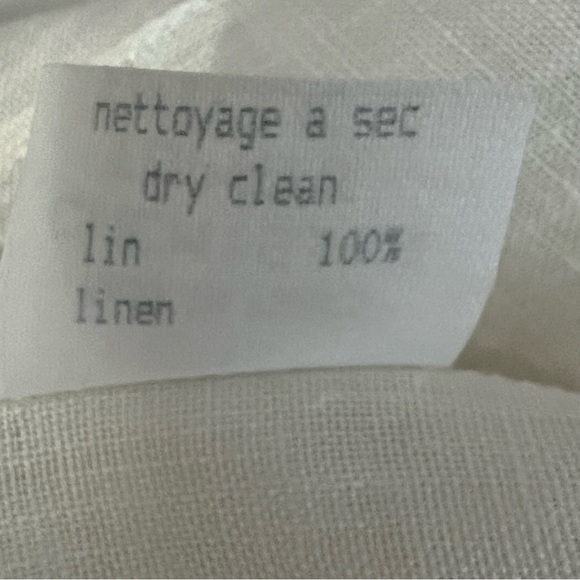 nettoyage a sec
dry clean
lin 100%
linen